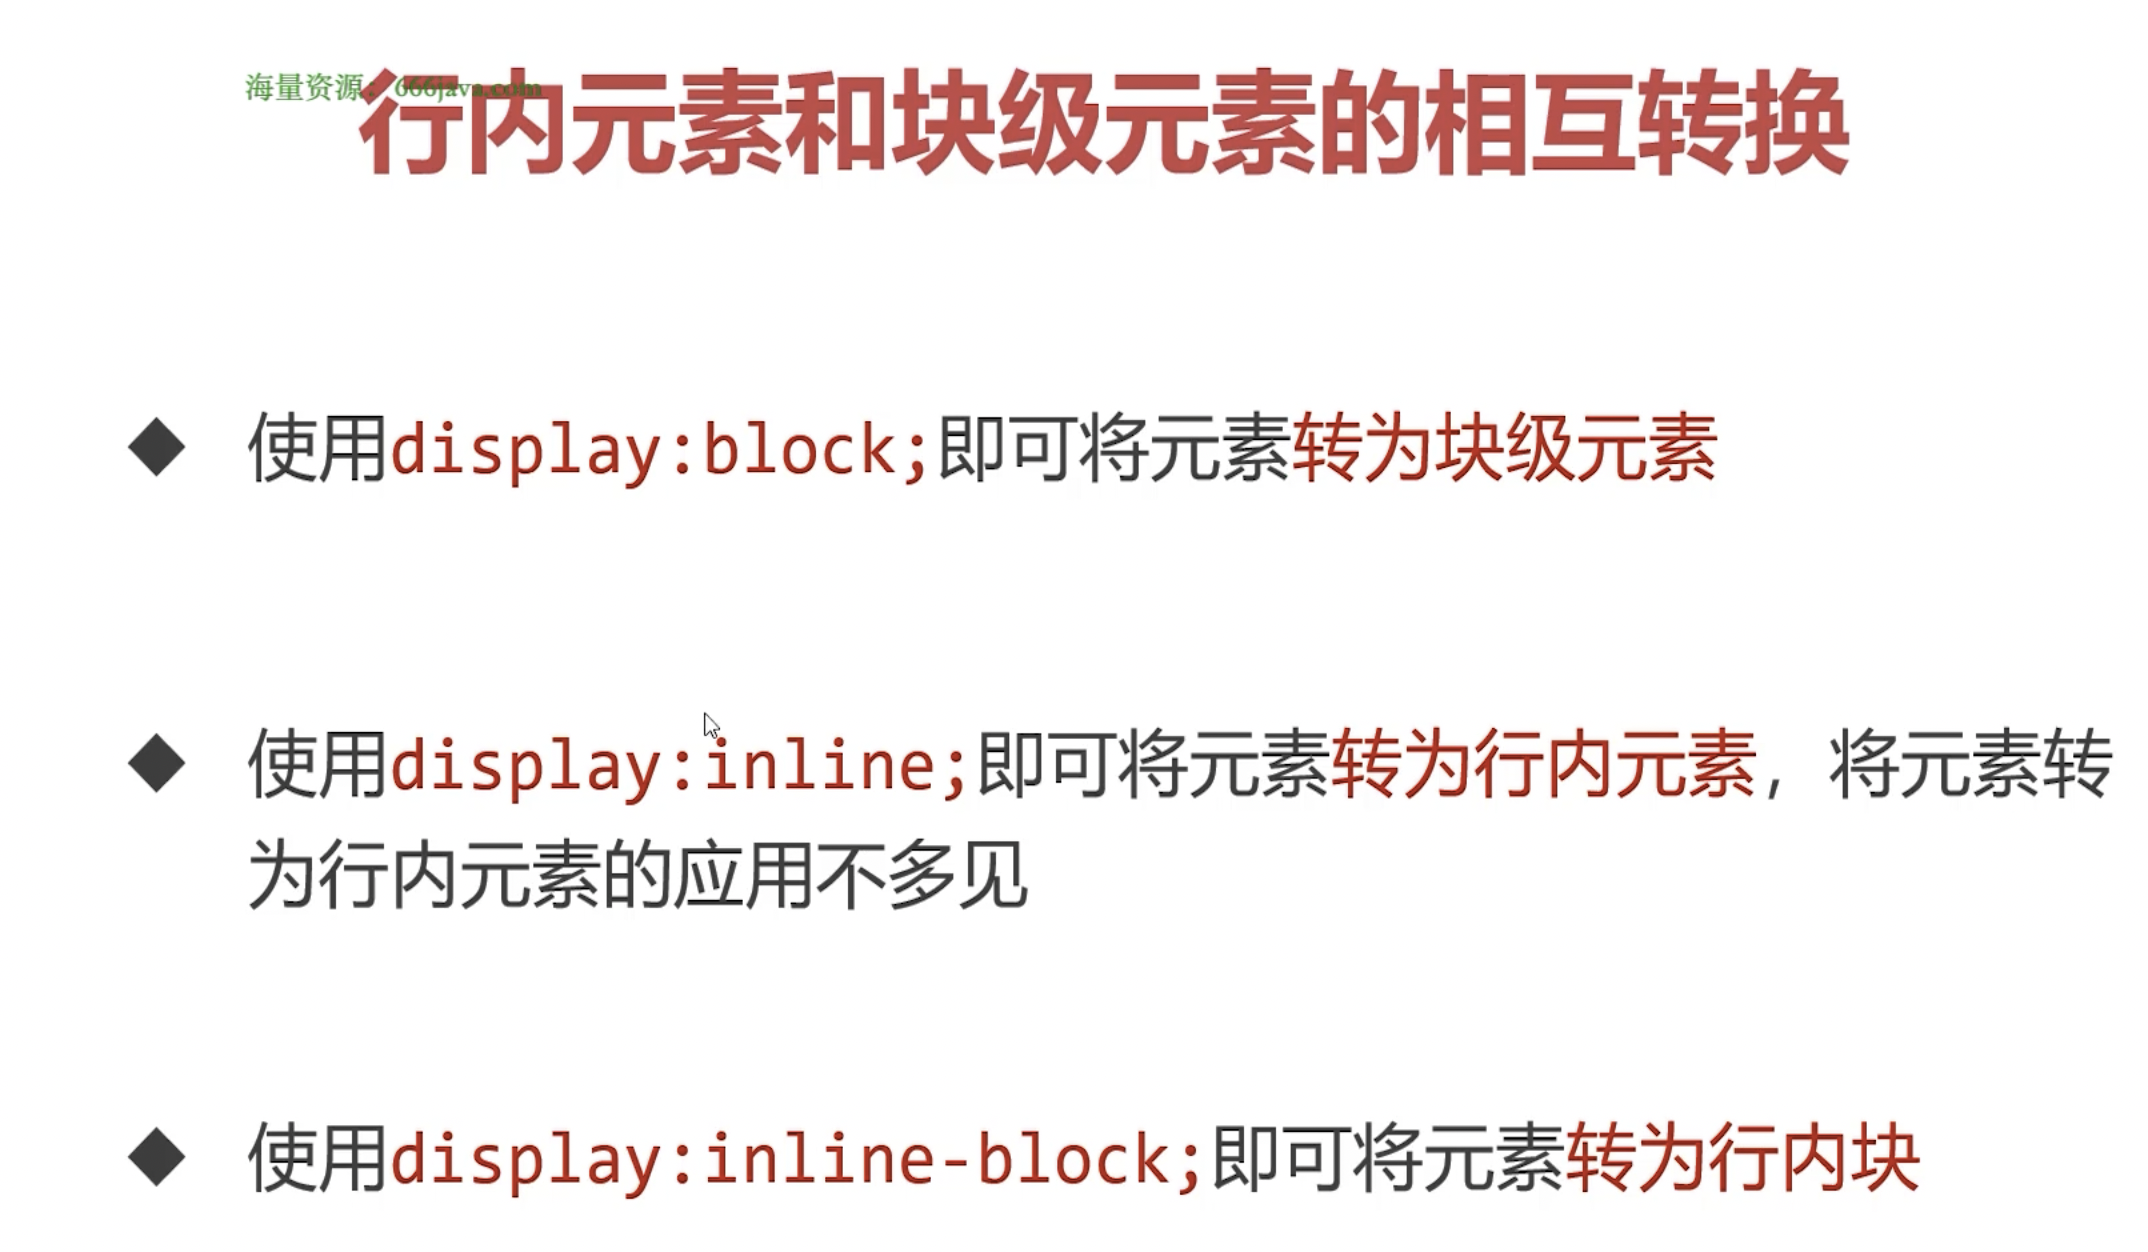 海量资源：666java.com
行内元素和块级元素的相互转换
◆ 使用display:block;即可将元素转为块级元素
◆ 使用display:inline;即可将元素转为行内元素，将元素转
为行内元素的应用不多见
◆ 使用display:inline-block;即可将元素转为行内块